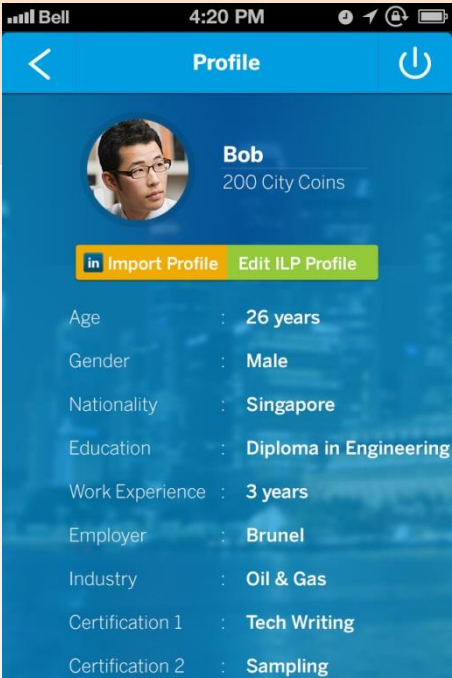 Bell 4:20 PM
Profile
Bob
200 City Coins
in Import Profile Edit ILP Profile
Age : 26 years
Gender : Male
Nationality : Singapore
Education : Diploma in Engineering
Work Experience : 3 years
Employer : Brunel
Industry : Oil & Gas
Certification 1 : Tech Writing
Certification 2 : Sampling